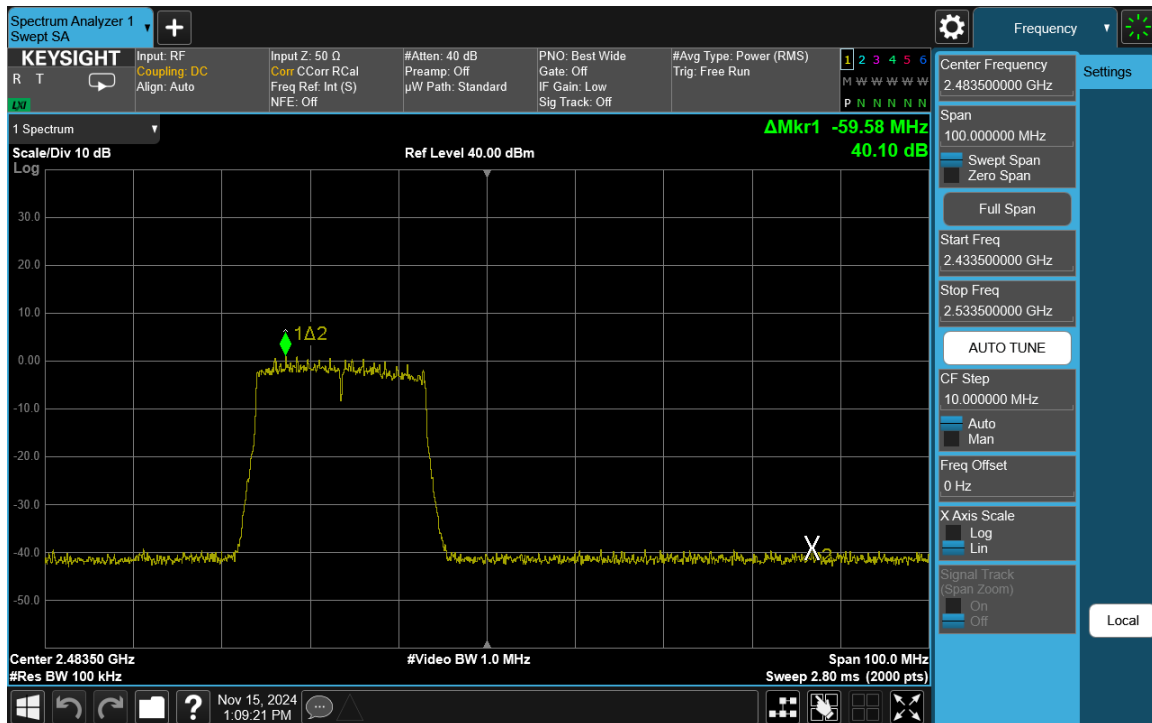 Spectrum Analyzer 1
Swept SA
+
Frequency
KEYSIGHT
R T
LXI
Input: RF
Coupling: DC
Align: Auto
Input Z: 50 Ω
Corr CCorr RCal
Freq Ref: Int (S)
NFE: Off
#Atten: 40 dB
Preamp: Off
µW Path: Standard
PNO: Best Wide
Gate: Off
IF Gain: Low
Sig Track: Off
#Avg Type: Power (RMS)
Trig: Free Run
1 2 3 4 5 6
M W W W W W
P N N N N N
1 Spectrum
Scale/Div 10 dB
Ref Level 40.00 dBm
ΔMkr1 -59.58 MHz
40.10 dB
Log
30.0
20.0
10.0
0.00
-10.0
-20.0
-30.0
-40.0
-50.0
1Δ2
X2
Center 2.48350 GHz
#Res BW 100 kHz
#Video BW 1.0 MHz
Span 100.0 MHz
Sweep 2.80 ms (2000 pts)
?
Nov 15, 2024
1:09:21 PM
Center Frequency
2.483500000 GHz
Span
100.000000 MHz
Swept Span
Zero Span
Full Span
Start Freq
2.433500000 GHz
Stop Freq
2.533500000 GHz
AUTO TUNE
CF Step
10.000000 MHz
Auto
Man
Freq Offset
0 Hz
X Axis Scale
Log
Lin
Signal Track
(Span Zoom)
On
Off
Settings
Local